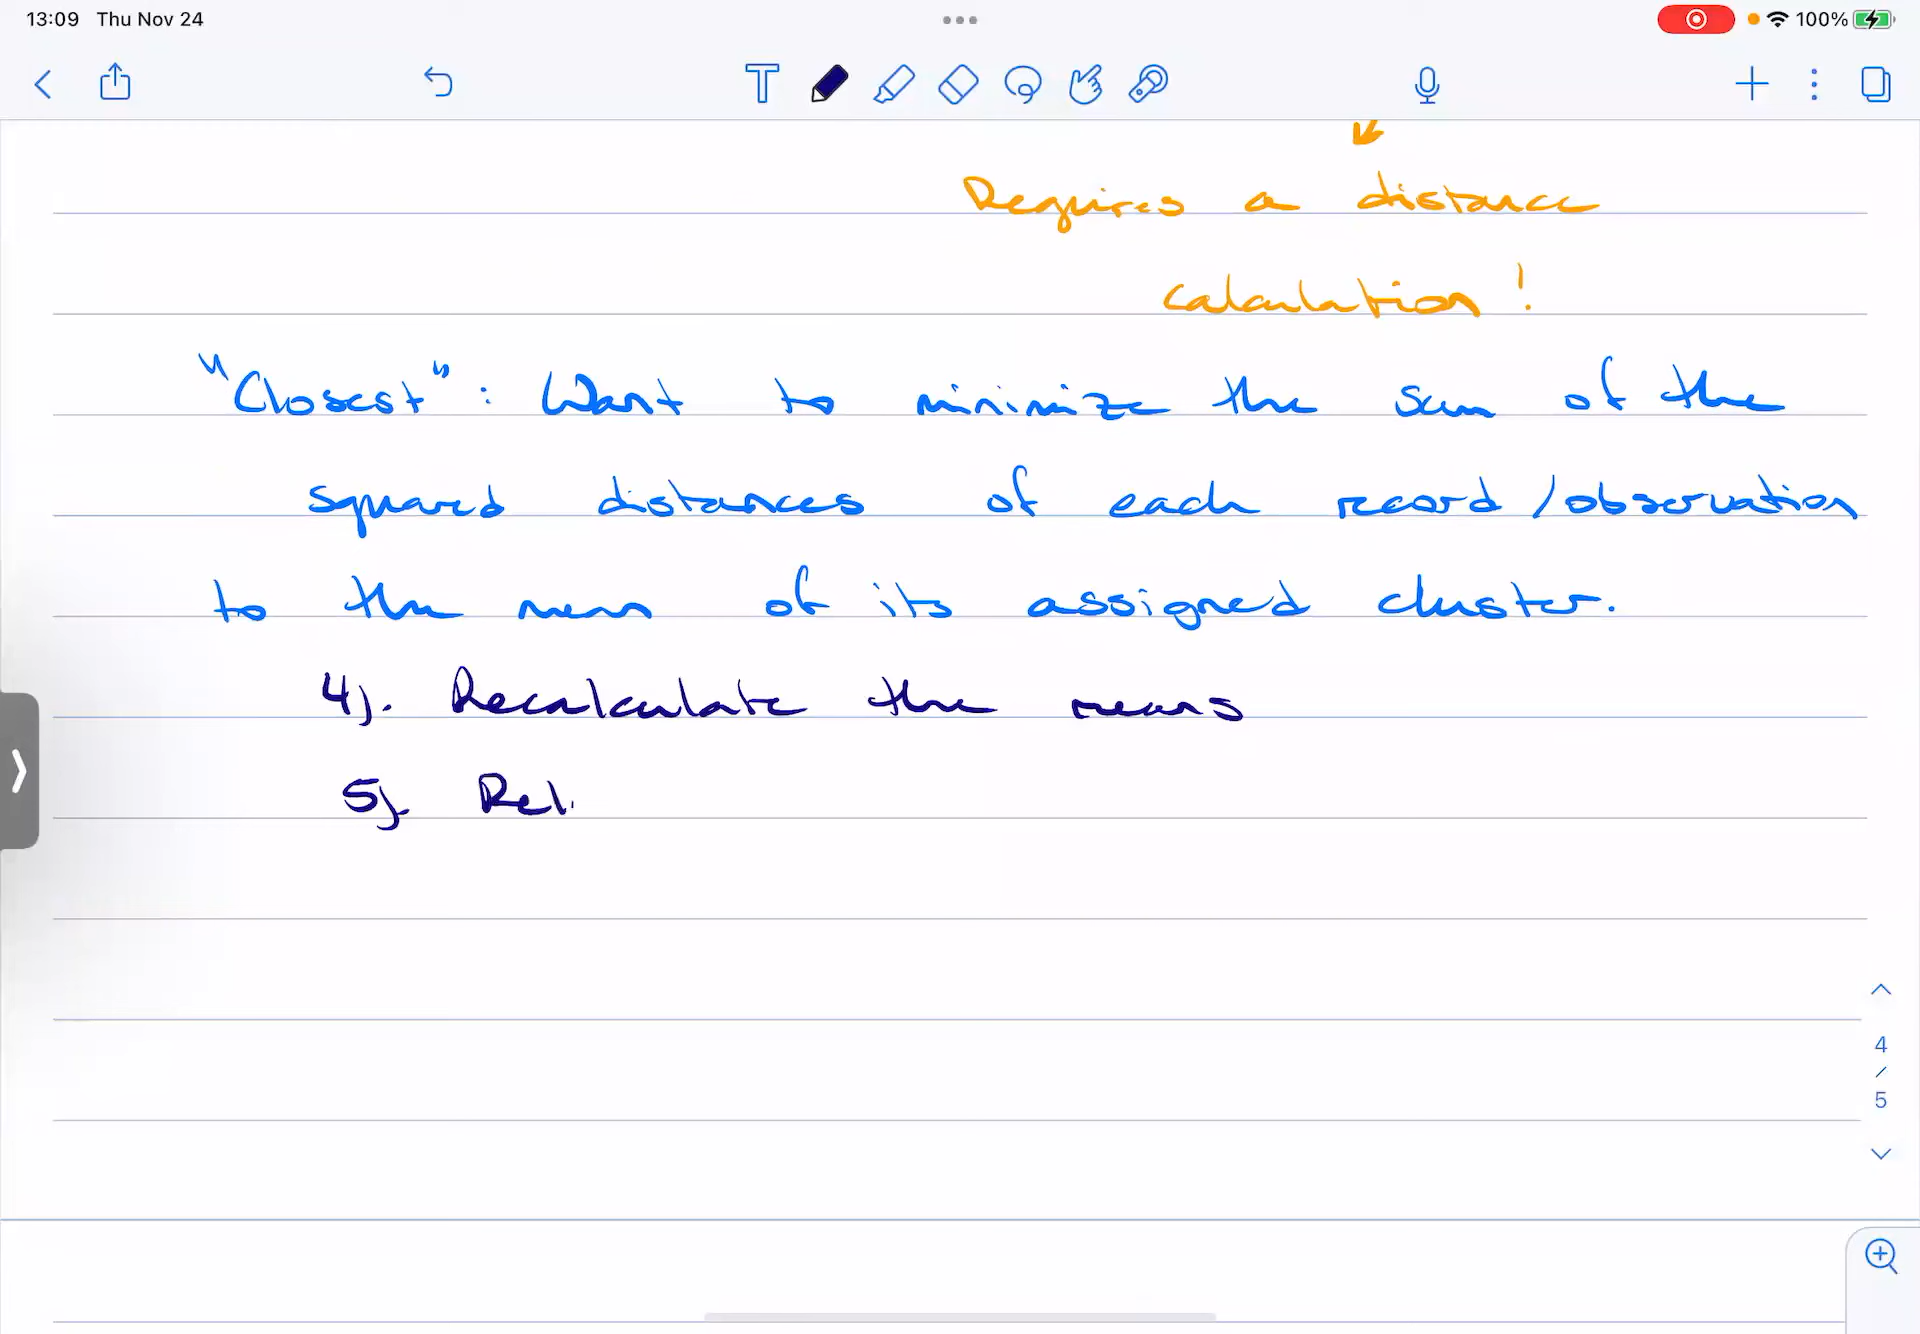 13:09 Thu Nov 24
100%
T
Requires a distance
calculation!
"Closest": Want to minimize the sum of the
squared distances of each record/observation
to the mean of its assigned cluster.
4). Recalculate the means
5). Rel
4
/
5